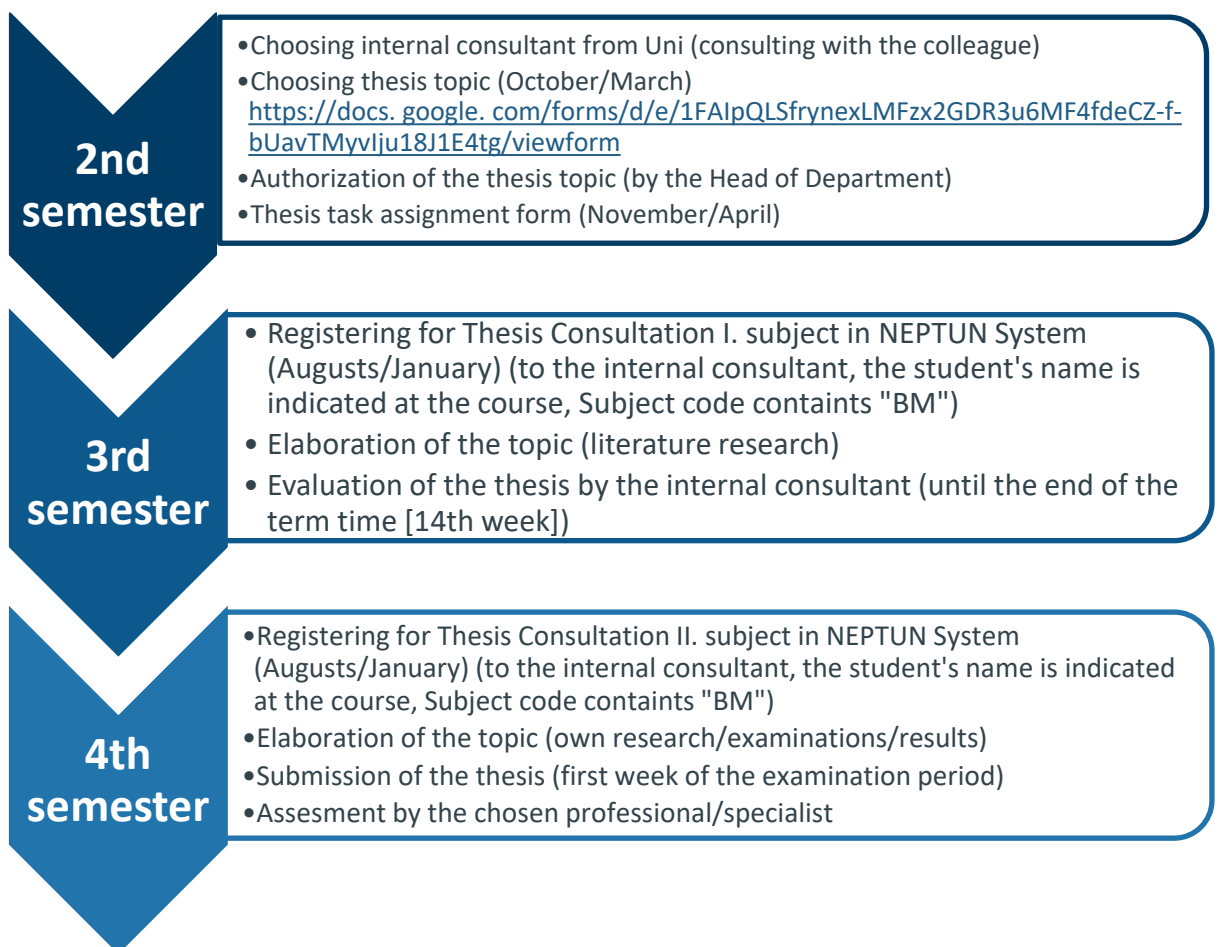 2nd
semester
•Choosing internal consultant from Uni (consulting with the colleague)
•Choosing thesis topic (October/March)
https://docs. google. com/forms/d/e/1FAIpQLSfrynexLMFzx2GDR3u6MF4fdeCZ-f-
bUavTMyvIju18J1E4tg/viewform
•Authorization of the thesis topic (by the Head of Department)
•Thesis task assignment form (November/April)
3rd
semester
• Registering for Thesis Consultation I. subject in NEPTUN System
(Augusts/January) (to the internal consultant, the student's name is
indicated at the course, Subject code containts "BM")
• Elaboration of the topic (literature research)
• Evaluation of the thesis by the internal consultant (until the end of the
term time [14th week])
4th
semester
•Registering for Thesis Consultation II. subject in NEPTUN System
(Augusts/January) (to the internal consultant, the student's name is indicated
at the course, Subject code containts "BM")
•Elaboration of the topic (own research/examinations/results)
•Submission of the thesis (first week of the examination period)
•Assesment by the chosen professional/specialist